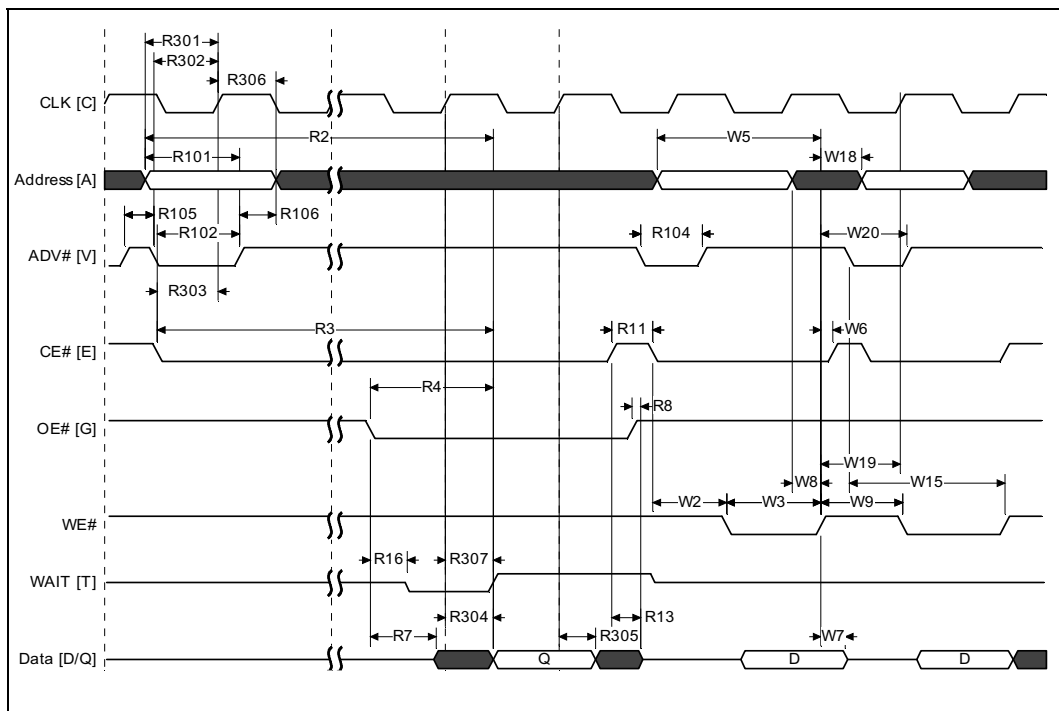 R301
R302
R306
CLK [C]
R2
W5
R101
W18
Address [A]
R105
R106
R102
R104
W20
ADV# [V]
R303
R3
R11
W6
CE# [E]
R4
R8
OE# [G]
W19
W8
W15
W2
W3
W9
WE#
R16
R307
WAIT [T]
R304
R13
R7
R305
W7
Data [D/Q]
Q
D
D